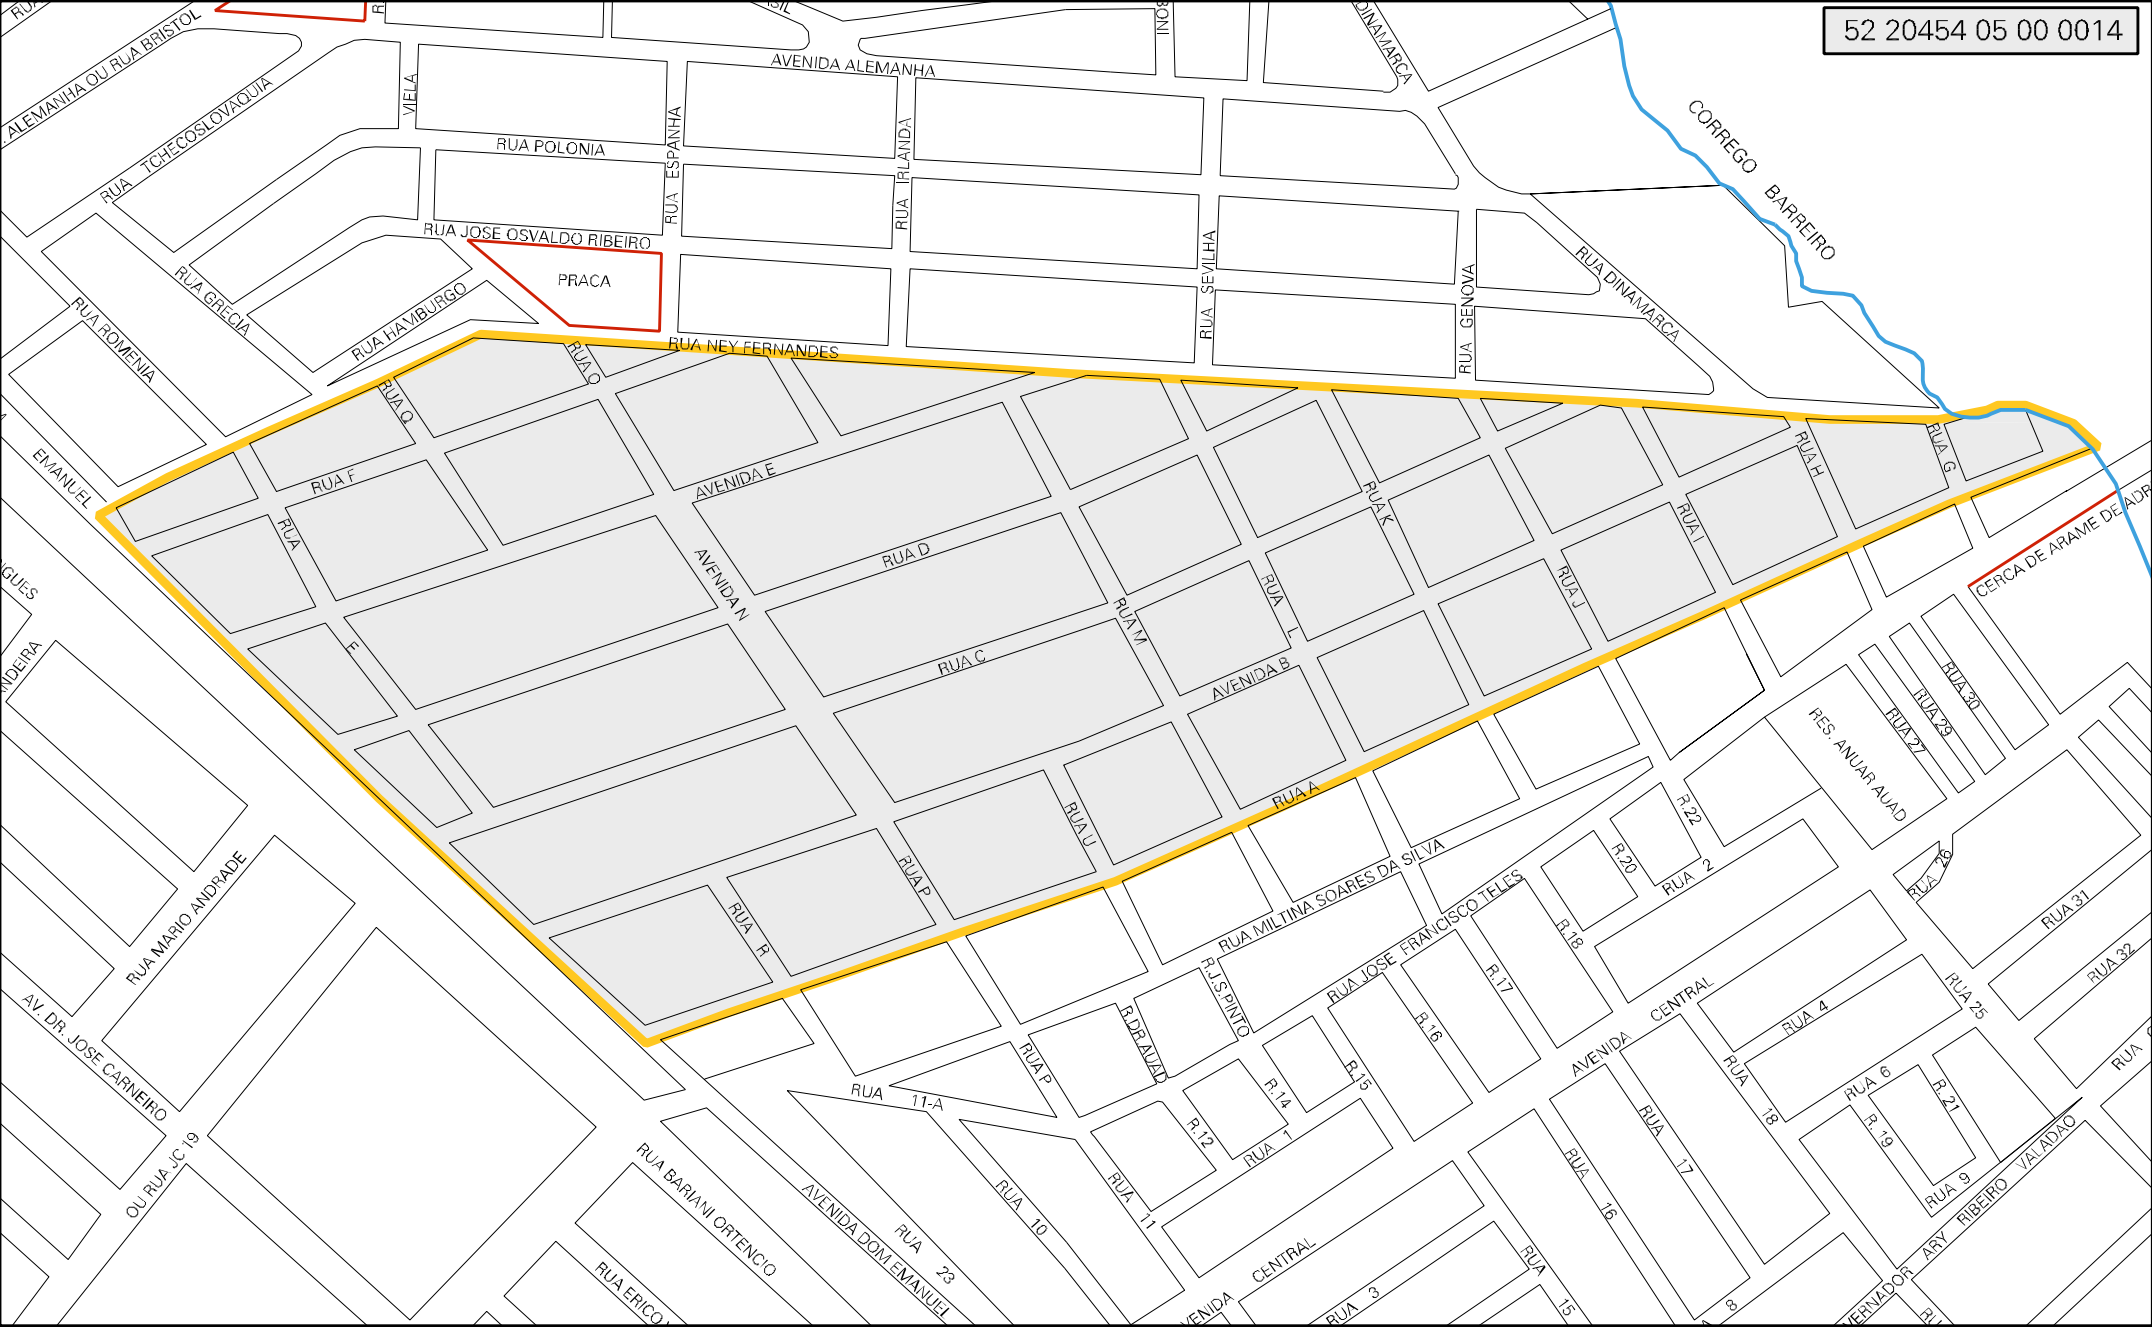 52 20454 05 00 0014
ALEMANHA OU RUA BRISTOL
RUA TCHECOSLOVAQUIA
VIELA
AVENIDA ALEMANHA
DINAMARCA
CORREGO BARREIRO
RUA POLONIA
RUA ESPANHA
RUA IRLANDA
RUA JOSE OSVALDO RIBEIRO
PRACA
RUA SEVILHA
RUA GENOVA
RUA DINAMARCA
RUA GRECIA
RUA HAMBURGO
RUA ROMENIA
RUA NEY FERNANDES
RUA O
RUA Q
RUA F
AVENIDA E
RUA H
RUA G
EMANUEL
RUA
F
RUA D
AVENIDA N
RUA K
RUA I
RUA J
CERCA DE ARAME DE
RUA L
RUA M
RUA C
AVENIDA B
RUA A
RUA U
RUA P
RUA R
RUA 30
RUA 29
RUA 27
RES. ANUAR AUAD
R.22
R.20
RUA 2
RUA 26
RUA 31
RUA 32
RUA MARIO ANDRADE
RUA MILTINA SOARES DA SILVA
RUA JOSE FRANCISCO TELES
R.18
R.17
R.16
R.15
R.14
R.12
R.J.S.PINTO
R.DR.AUAD
RUA P
RUA 11-A
AVENIDA CENTRAL
RUA 4
RUA 25
RUA 6
RUA 18
R.21
R.19
RUA 9
RUA
AV. DR. JOSE CARNEIRO
OU RUA JC 19
RUA BARIANI ORTENCIO
RUA ERICO
AVENIDA DOM EMANUEL
RUA 23
RUA 10
RUA 11
RUA 1
RUA 17
RUA 16
RUA 15
CENTRAL
RUA 3
8
ARY RIBEIRO VALADAO